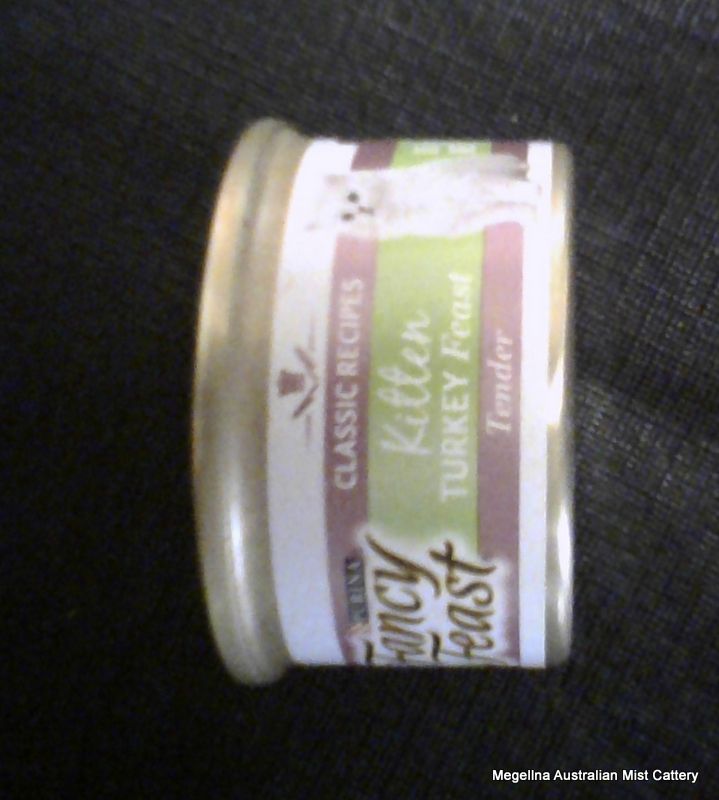 PURINA
Fancy
Feast
CLASSIC RECIPES
Kitten
TURKEY Feast
Tender
Megelina Australian Mist Cattery